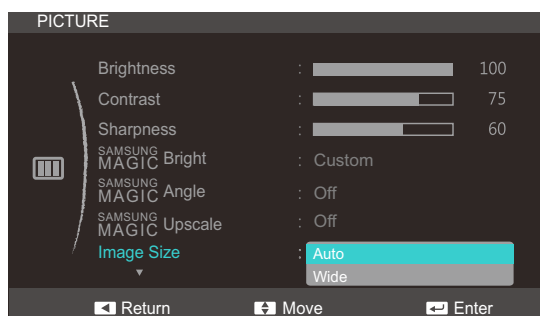 PICTURE
Brightness : 100
Contrast : 75
Sharpness : 60
SAMSUNG MAGIC Bright : Custom
SAMSUNG MAGIC Angle : Off
SAMSUNG MAGIC Upscale : Off
Image Size : Auto
Wide
Return Move Enter